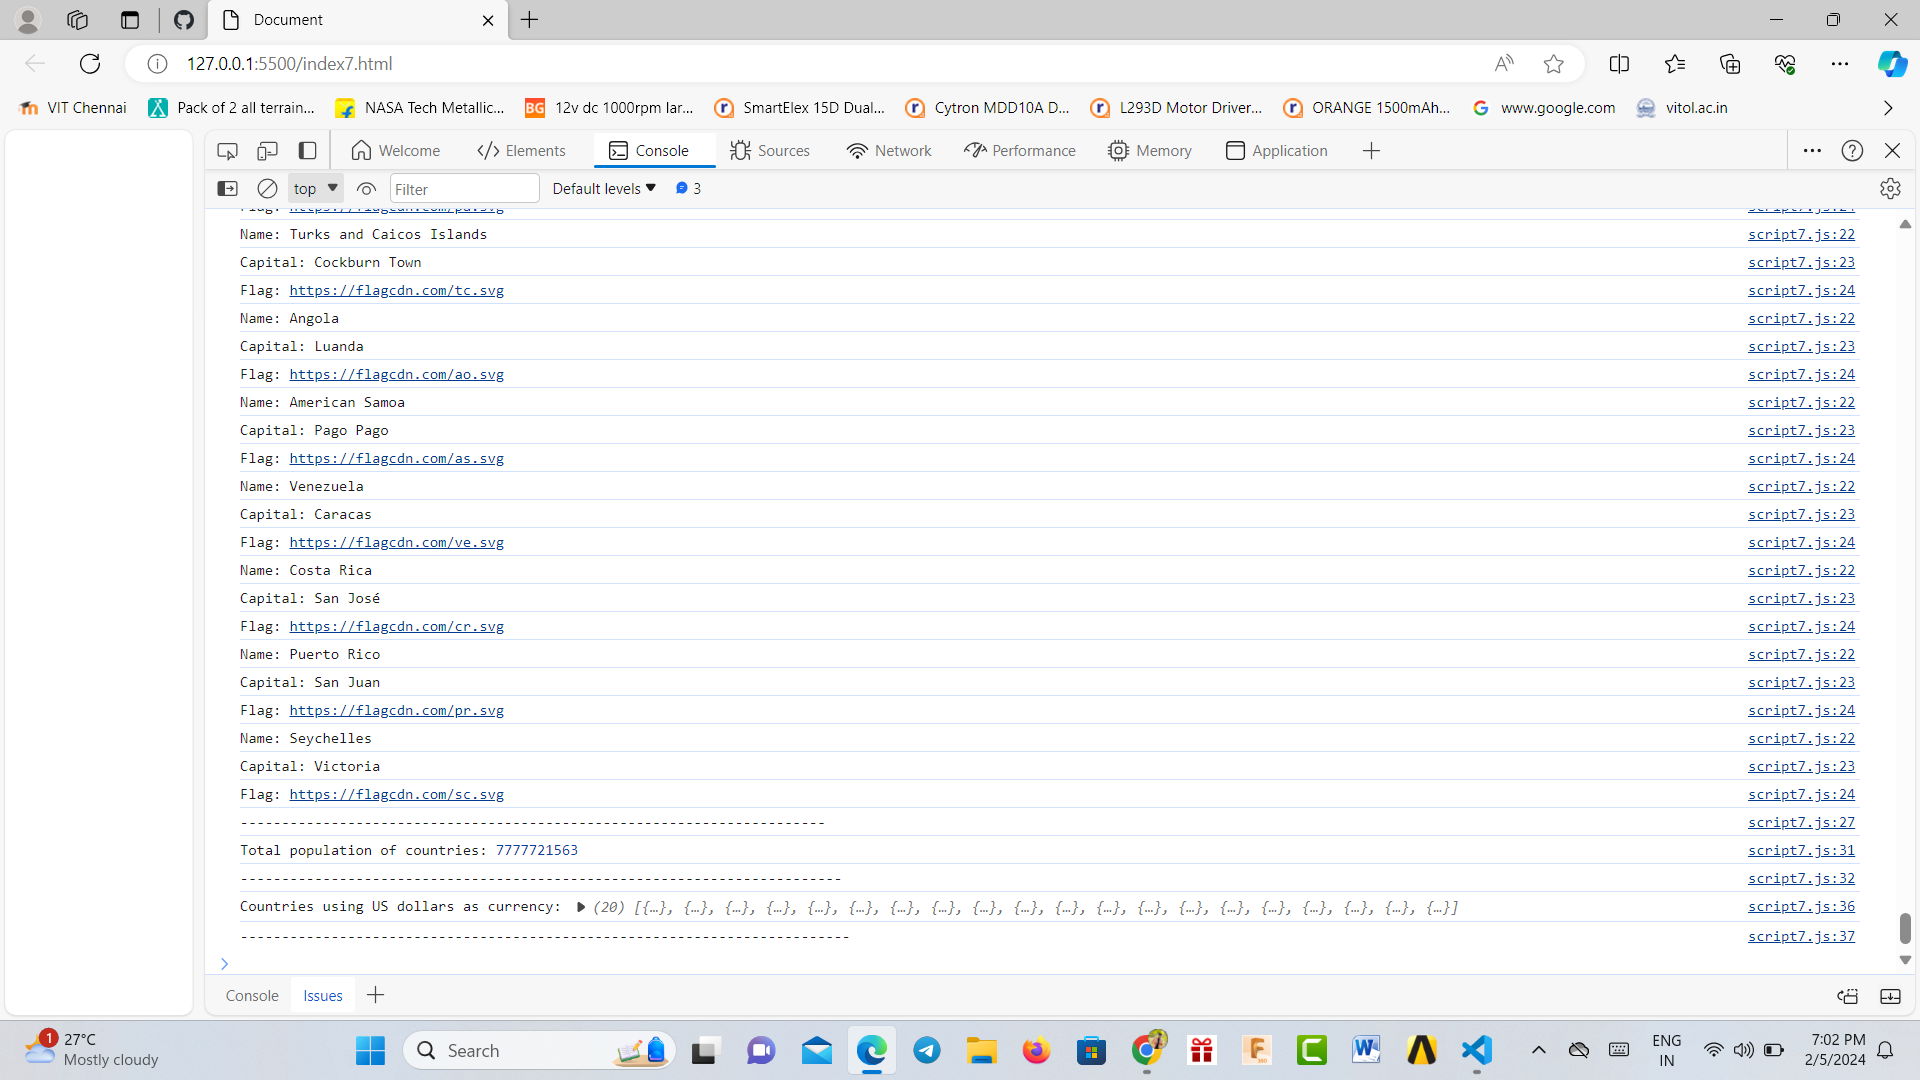 Document
127.0.0.1:5500/index7.html
VIT Chennai
Pack of 2 all terrain...
NASA Tech Metallic...
12v dc 1000rpm lar...
SmartElex 15D Dual...
Cytron MDD10A D...
L293D Motor Driver...
ORANGE 1500mAh...
www.google.com
vitol.ac.in
Welcome
Elements
Console
Sources
Network
Performance
Memory
Application
top
Filter
Default levels
3
Flag: https://flagcdn.com/pa.svg script7.js:24
Name: Turks and Caicos Islands script7.js:22
Capital: Cockburn Town script7.js:23
Flag: https://flagcdn.com/tc.svg script7.js:24
Name: Angola script7.js:22
Capital: Luanda script7.js:23
Flag: https://flagcdn.com/ao.svg script7.js:24
Name: American Samoa script7.js:22
Capital: Pago Pago script7.js:23
Flag: https://flagcdn.com/as.svg script7.js:24
Name: Venezuela script7.js:22
Capital: Caracas script7.js:23
Flag: https://flagcdn.com/ve.svg script7.js:24
Name: Costa Rica script7.js:22
Capital: San José script7.js:23
Flag: https://flagcdn.com/cr.svg script7.js:24
Name: Puerto Rico script7.js:22
Capital: San Juan script7.js:23
Flag: https://flagcdn.com/pr.svg script7.js:24
Name: Seychelles script7.js:22
Capital: Victoria script7.js:23
Flag: https://flagcdn.com/sc.svg script7.js:24
----------------------------------------------------------------------- script7.js:27
Total population of countries: 7777721563 script7.js:31
------------------------------------------------------------------------- script7.js:32
Countries using US dollars as currency: (20) [{…}, {…}, {…}, {…}, {…}, {…}, {…}, {…}, {…}, {…}, {…}, {…}, {…}, {…}, {…}, {…}, {…}, {…}, {…}, {…}] script7.js:36
-------------------------------------------------------------------------- script7.js:37
Console
Issues
1
27°C
Mostly cloudy
Search
ENG
IN
7:02 PM
2/5/2024